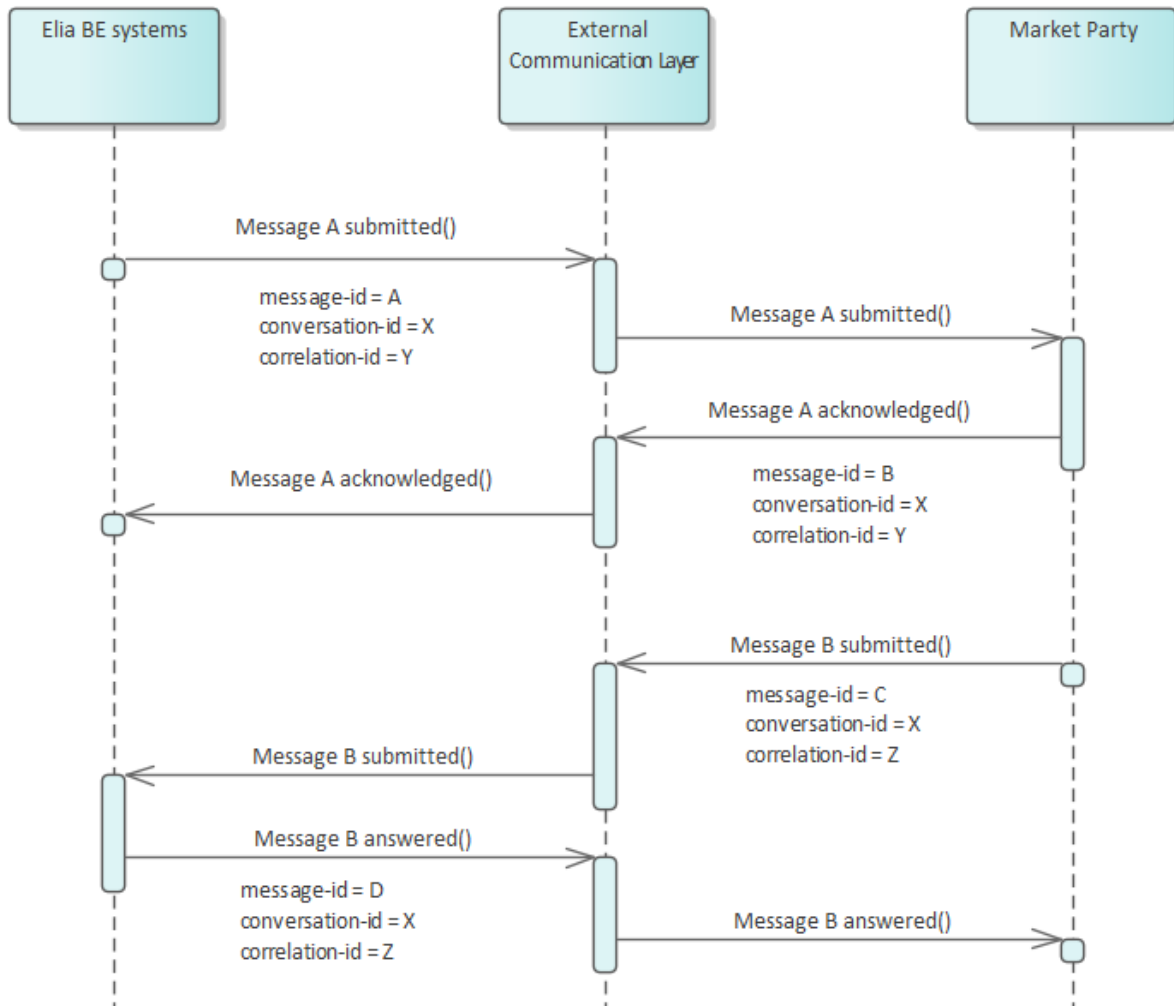 Elia BE systems
External
Communication Layer
Market Party
Message A submitted()
message-id = A
conversation-id = X
correlation-id = Y
Message A submitted()
Message A acknowledged()
message-id = B
conversation-id = X
correlation-id = Y
Message A acknowledged()
Message B submitted()
message-id = C
conversation-id = X
correlation-id = Z
Message B submitted()
Message B answered()
message-id = D
conversation-id = X
correlation-id = Z
Message B answered()